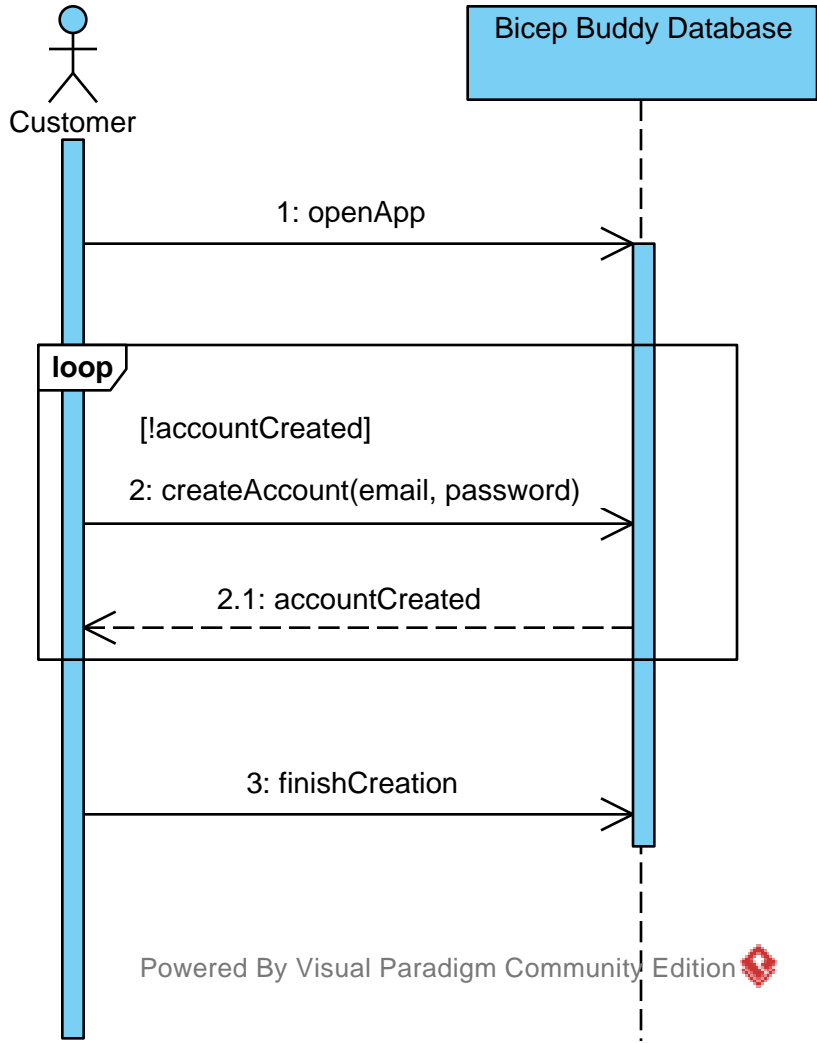 Bicep Buddy Database
Customer
1: openApp
loop
[!accountCreated]
2: createAccount(email, password)
2.1: accountCreated
3: finishCreation
Powered By Visual Paradigm Community Edition